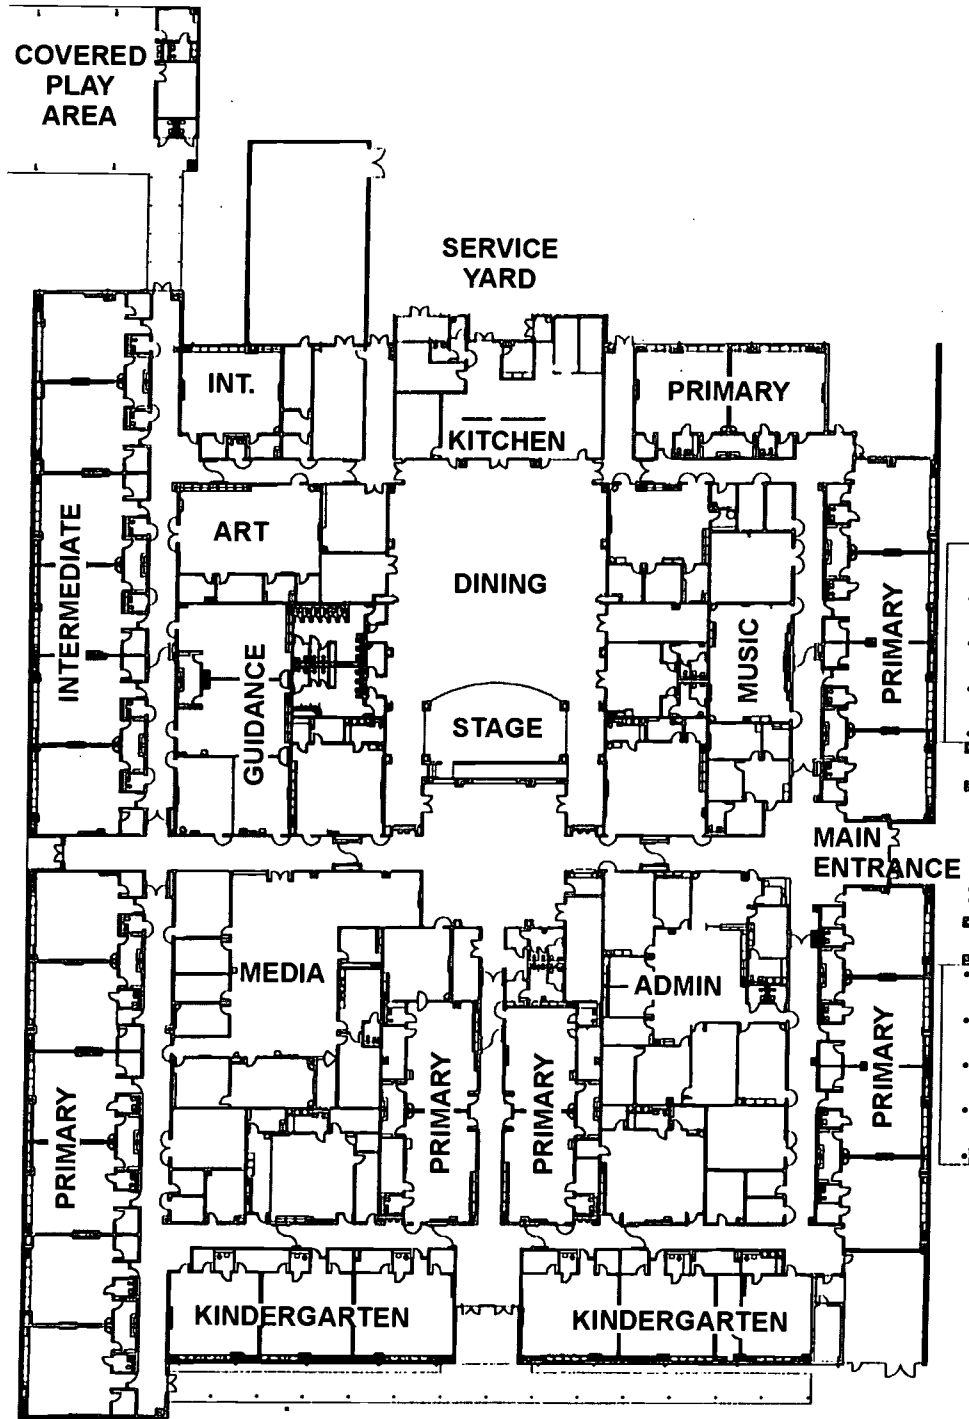 COVERED
PLAY
AREA
SERVICE
YARD
INT.
PRIMARY
KITCHEN
ART
DINING
INTERMEDIATE
GUIDANCE
MUSIC
PRIMARY
STAGE
MAIN
ENTRANCE
MEDIA
ADMIN
PRIMARY
PRIMARY
PRIMARY
PRIMARY
KINDERGARTEN
KINDERGARTEN